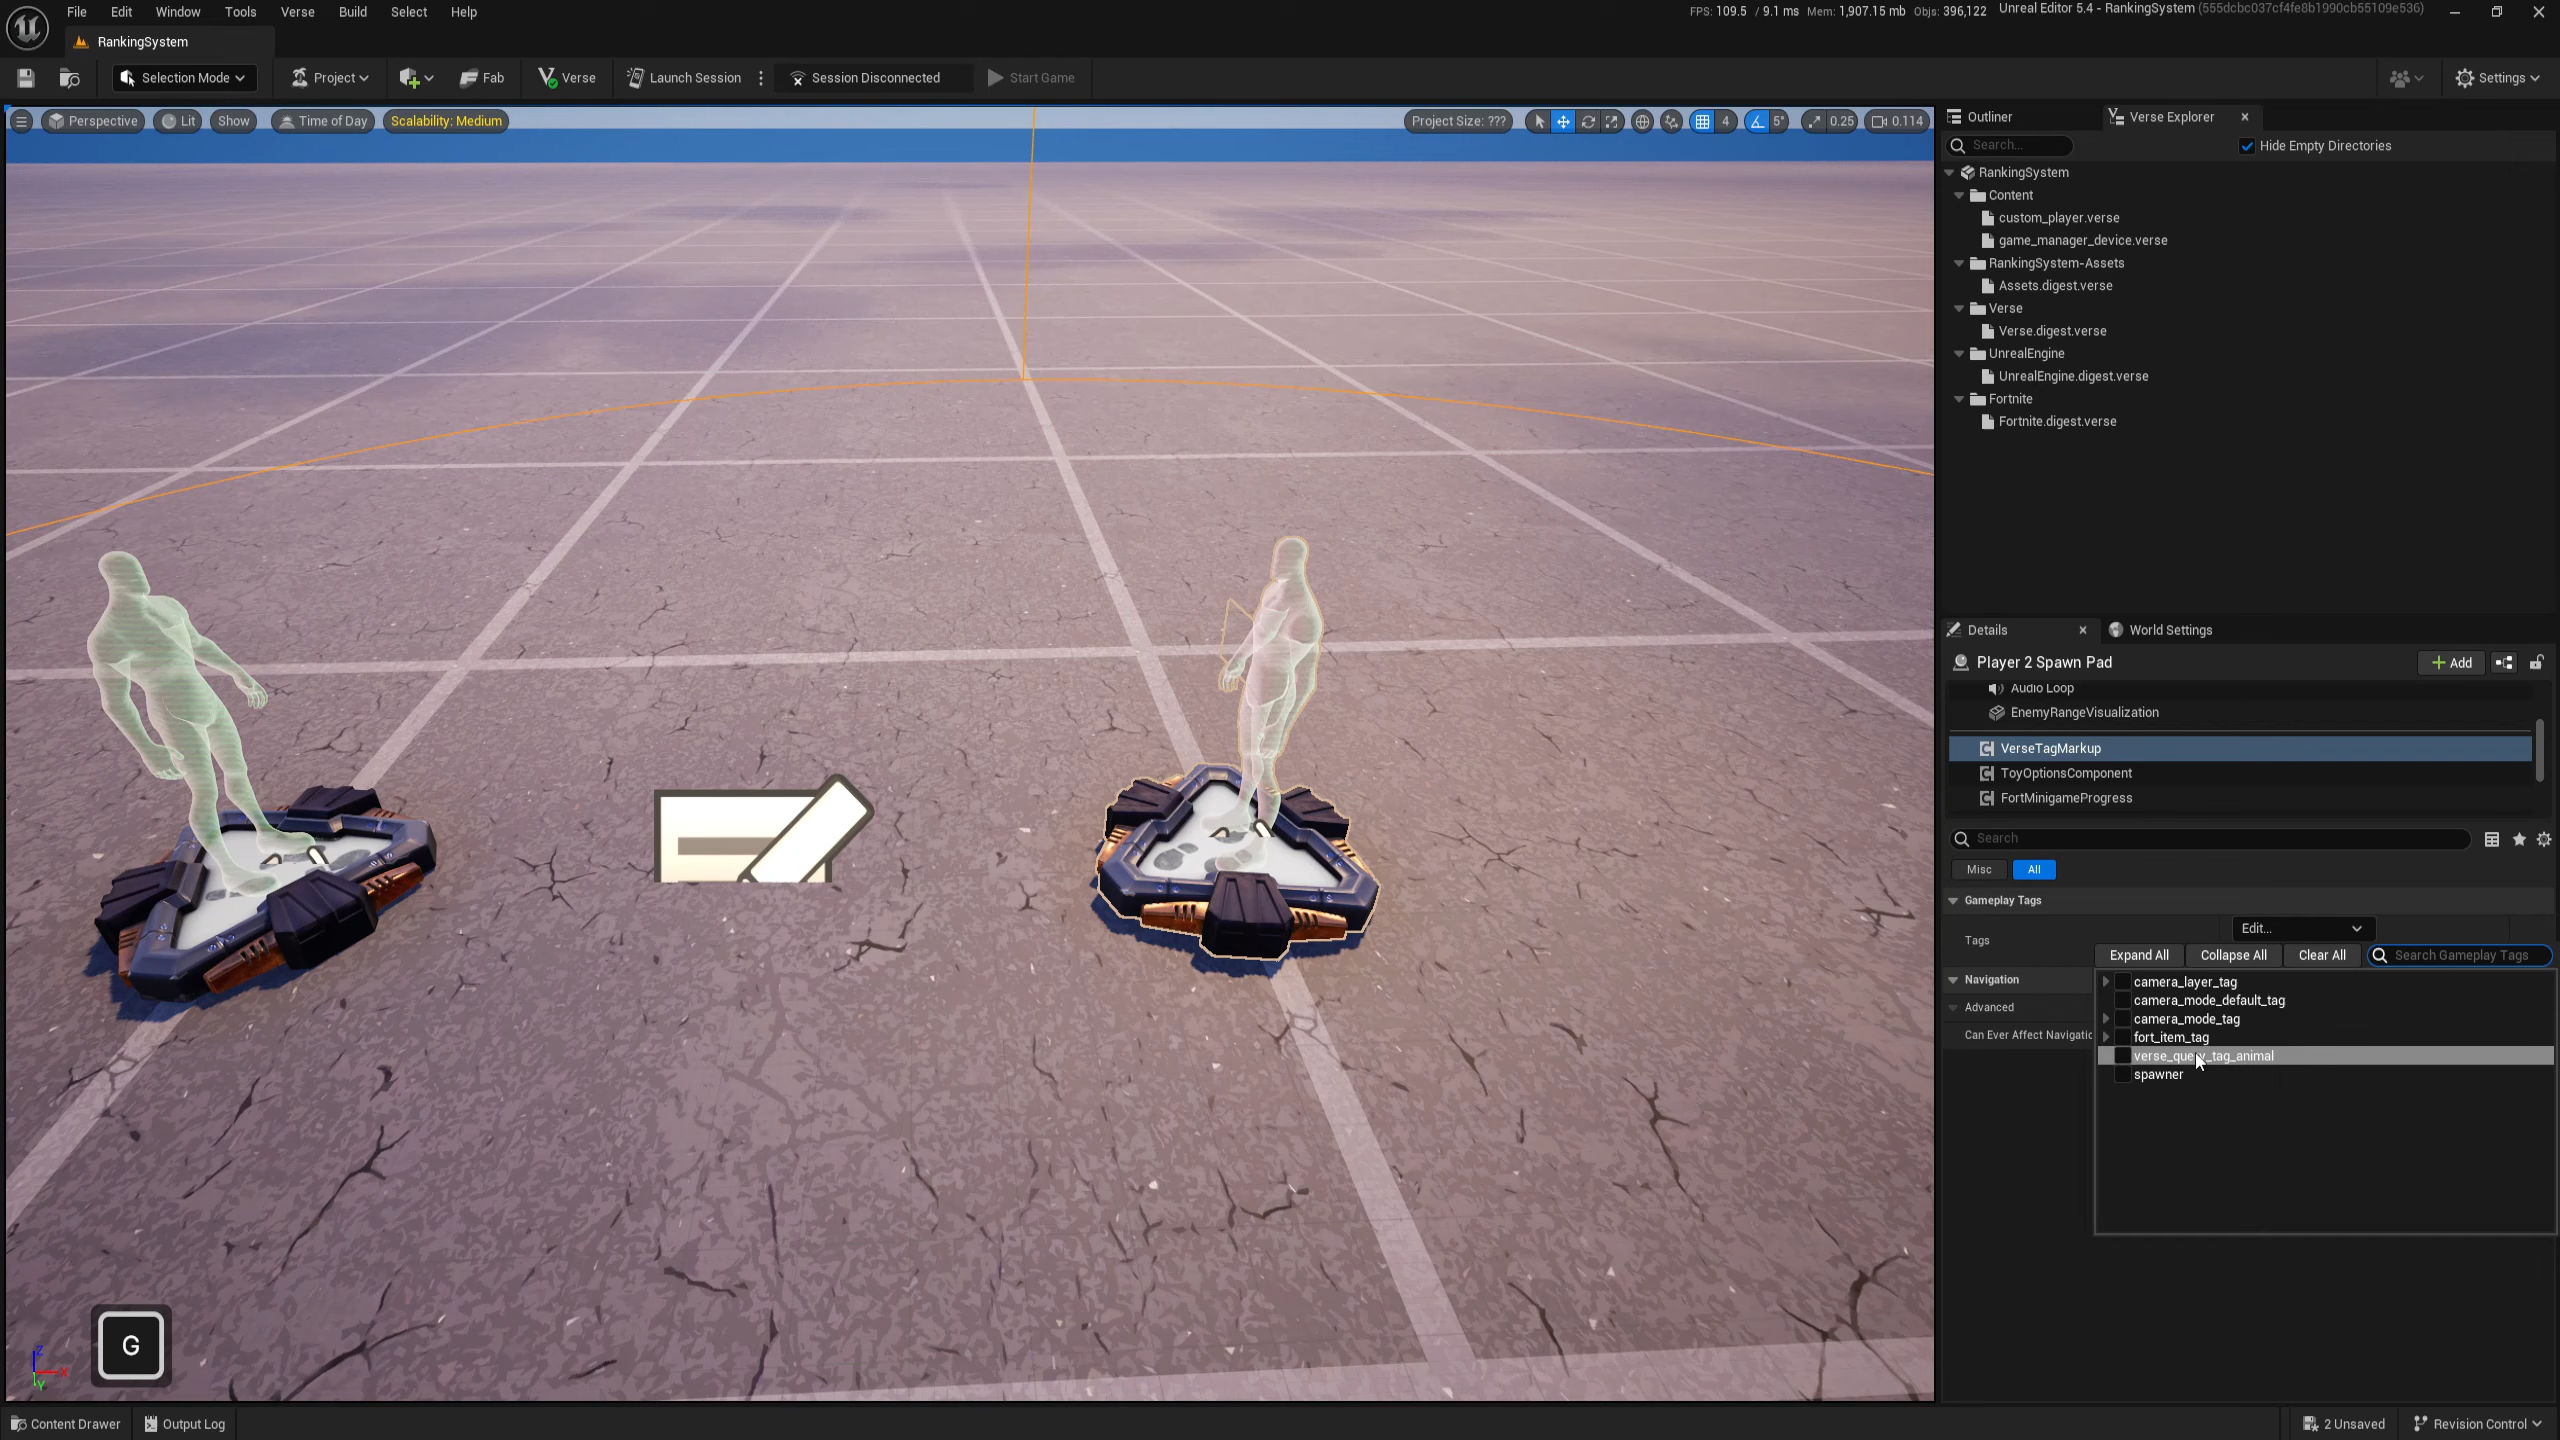 File Edit Window Tools Verse Build Select Help
FPS: 109.5 / 9.1 ms Mem: 1,907.15 mb Objs: 396,122 Unreal Editor 5.4 - RankingSystem (555dcbc037cf4fe8b1990cb55109e536)
RankingSystem
Selection Mode Project Fab Verse Launch Session Session Disconnected Start Game Settings
Perspective Lit Show Time of Day Scalability: Medium Project Size: ??? 4 5° 0.25 0.114
Outliner Verse Explorer
Search... Hide Empty Directories
RankingSystem
Content
custom_player.verse
game_manager_device.verse
RankingSystem-Assets
Assets.digest.verse
Verse
Verse.digest.verse
UnrealEngine
UnrealEngine.digest.verse
Fortnite
Fortnite.digest.verse
Details World Settings
Player 2 Spawn Pad Add
Audio Loop
EnemyRangeVisualization
VerseTagMarkup
ToyOptionsComponent
FortMinigameProgress
Search
Misc All
Gameplay Tags
Edit...
Tags
Expand All Collapse All Clear All Search Gameplay Tags
Navigation
Advanced
Can Ever Affect Navigatio
camera_layer_tag
camera_mode_default_tag
camera_mode_tag
fort_item_tag
verse_query_tag_animal
spawner
G
Z
X
Y
Content Drawer Output Log 2 Unsaved Revision Control